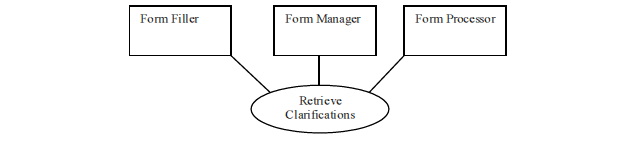 Form Filler
Form Manager
Form Processor
Retrieve
Clarifications